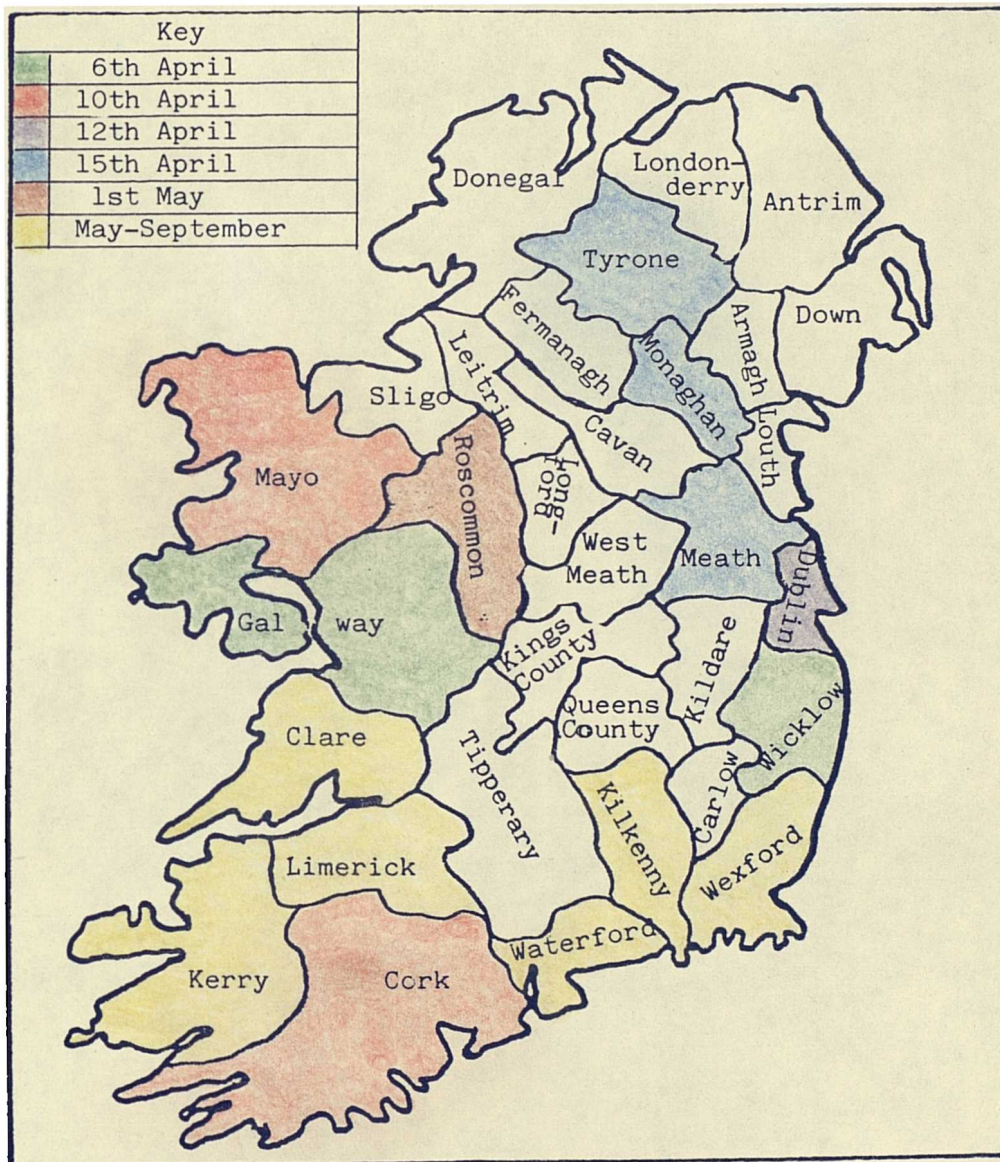 Key
6th April
10th April
12th April
15th April
1st May
May-September
Donegal
London-
derry
Antrim
Tyrone
Fermanagh
Monaghan
Armagh
Down
Leitrim
Sligo
Cavan
Louth
Mayo
Roscommon
Long-
ford
West
Meath
Meath
Dublin
Gal way
Kings
County
Kildare
Queens
County
Wicklow
Clare
Tipperary
Carlow
Kilkenny
Wexford
Limerick
Waterford
Kerry
Cork